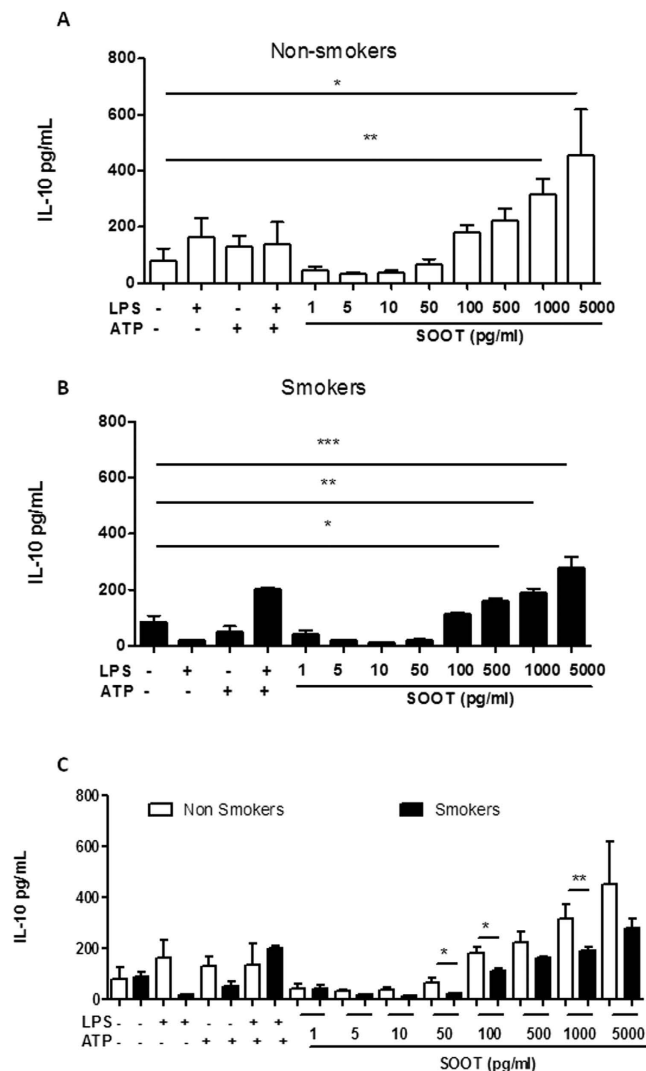 A
Non-smokers
800
*
600
**
400
200
0
IL-10 pg/mL
LPS - + - + 1 5 10 50 100 500 1000 5000
ATP - - + + SOOT (pg/ml)
B
Smokers
800
***
600
**
400
*
200
0
IL-10 pg/mL
LPS - + - + 1 5 10 50 100 500 1000 5000
ATP - - + + SOOT (pg/ml)
C
800
Non Smokers Smokers
600
**
400
*
200
*
0
IL-10 pg/mL
LPS - - + + - - + + 1 5 10 50 100 500 1000 5000
ATP - - - - + + + + SOOT (pg/ml)